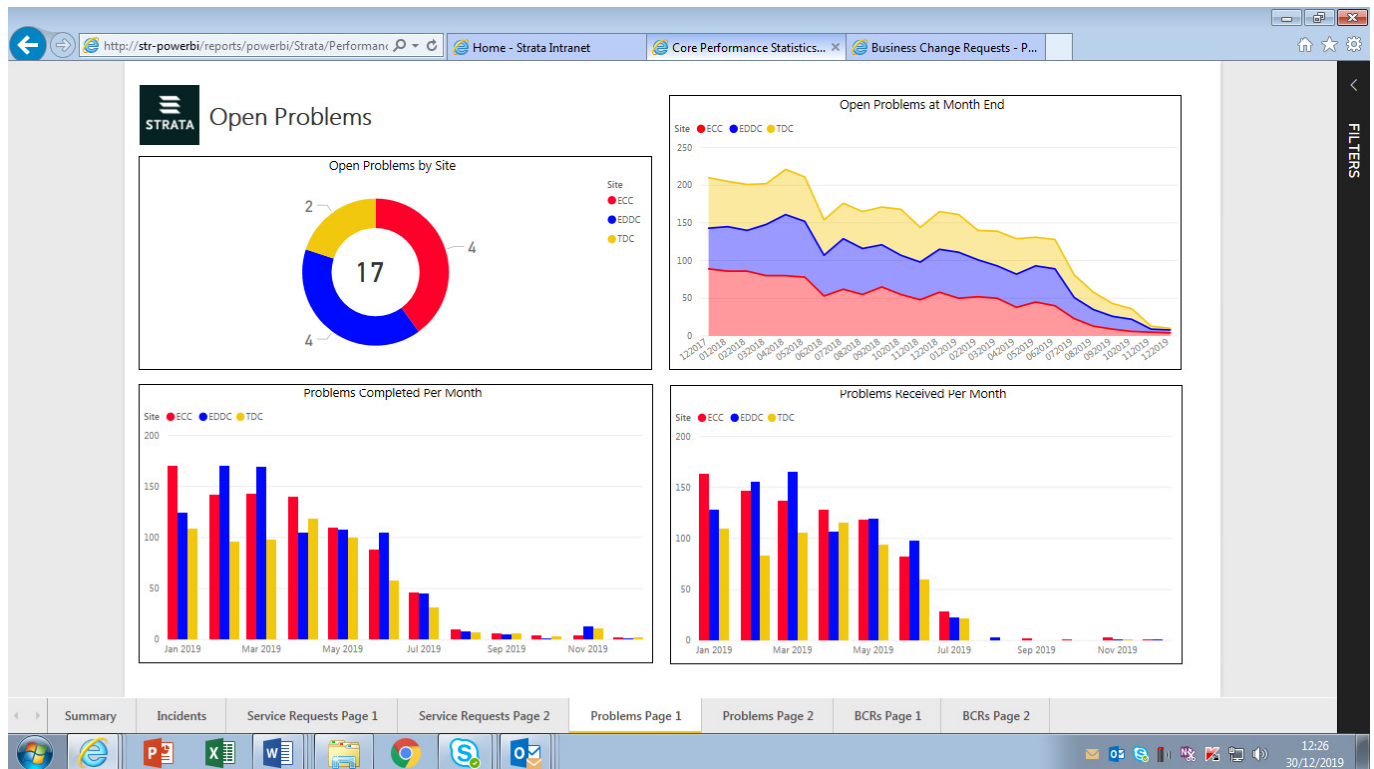 http://str-powerbi/reports/powerbi/Strata/Performanc
Home - Strata Intranet
Core Performance Statistics...
Business Change Requests - P...
STRATA
Open Problems
FILTERS
Open Problems by Site
Site
ECC
EDDC
TDC
2
4
17
4
Open Problems at Month End
Site ECC EDDC TDC
250
200
150
100
50
0
122017 012018 022018 032018 042018 052018 062018 072018 082018 092018 102018 112018 122018 012019 022019 032019 042019 052019 062019 072019 082019 092019 102019 112019 122019
Problems Completed Per Month
Site ECC EDDC TDC
200
150
100
50
0
Jan 2019 Mar 2019 May 2019 Jul 2019 Sep 2019 Nov 2019
Problems Received Per Month
Site ECC EDDC TDC
200
150
100
50
0
Jan 2019 Mar 2019 May 2019 Jul 2019 Sep 2019 Nov 2019
Summary Incidents Service Requests Page 1 Service Requests Page 2 Problems Page 1 Problems Page 2 BCRs Page 1 BCRs Page 2
12:26
30/12/2019